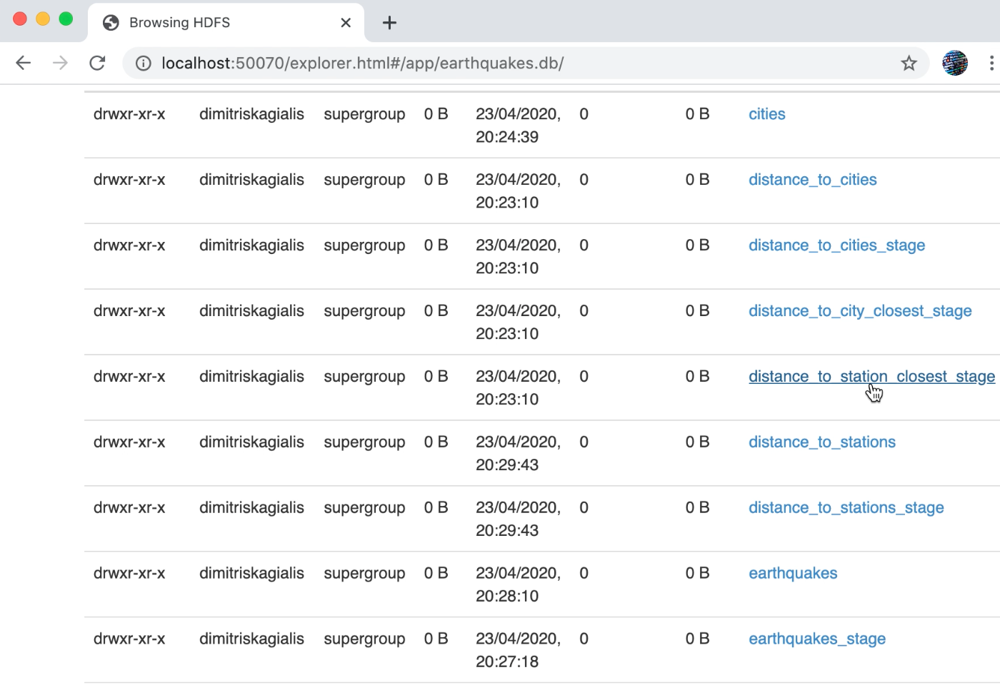 Browsing HDFS
localhost:50070/explorer.html#/app/earthquakes.db/
drwxr-xr-x dimitriskagialis supergroup 0 B 23/04/2020, 20:24:39 0 0 B cities
drwxr-xr-x dimitriskagialis supergroup 0 B 23/04/2020, 20:23:10 0 0 B distance_to_cities
drwxr-xr-x dimitriskagialis supergroup 0 B 23/04/2020, 20:23:10 0 0 B distance_to_cities_stage
drwxr-xr-x dimitriskagialis supergroup 0 B 23/04/2020, 20:23:10 0 0 B distance_to_city_closest_stage
drwxr-xr-x dimitriskagialis supergroup 0 B 23/04/2020, 20:23:10 0 0 B distance_to_station_closest_stage
drwxr-xr-x dimitriskagialis supergroup 0 B 23/04/2020, 20:29:43 0 0 B distance_to_stations
drwxr-xr-x dimitriskagialis supergroup 0 B 23/04/2020, 20:29:43 0 0 B distance_to_stations_stage
drwxr-xr-x dimitriskagialis supergroup 0 B 23/04/2020, 20:28:10 0 0 B earthquakes
drwxr-xr-x dimitriskagialis supergroup 0 B 23/04/2020, 20:27:18 0 0 B earthquakes_stage